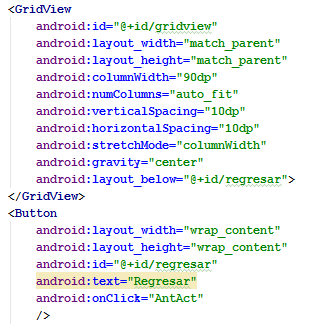 <GridView
android:id="@+id/gridview"
android:layout_width="match_parent"
android:layout_height="match_parent"
android:columnWidth="90dp"
android:numColumns="auto_fit"
android:verticalSpacing="10dp"
android:horizontalSpacing="10dp"
android:stretchMode="columnWidth"
android:gravity="center"
android:layout_below="@+id/regresar">
</GridView>
<Button
android:layout_width="wrap_content"
android:layout_height="wrap_content"
android:id="@+id/regresar"
android:text="Regresar"
android:onClick="AntAct"
/>